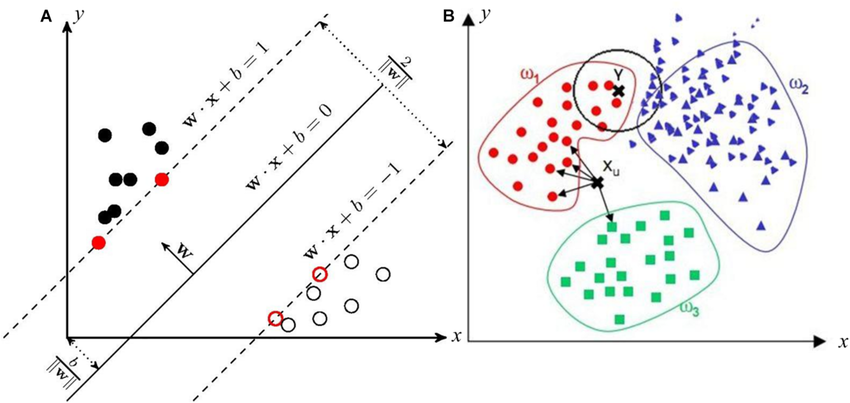 A
y
w · x + b = 1
2
‖w‖
w · x + b = 0
w · x + b = −1
w
x
b
‖w‖
B
y
ω1
Y
ω2
Xu
ω3
x